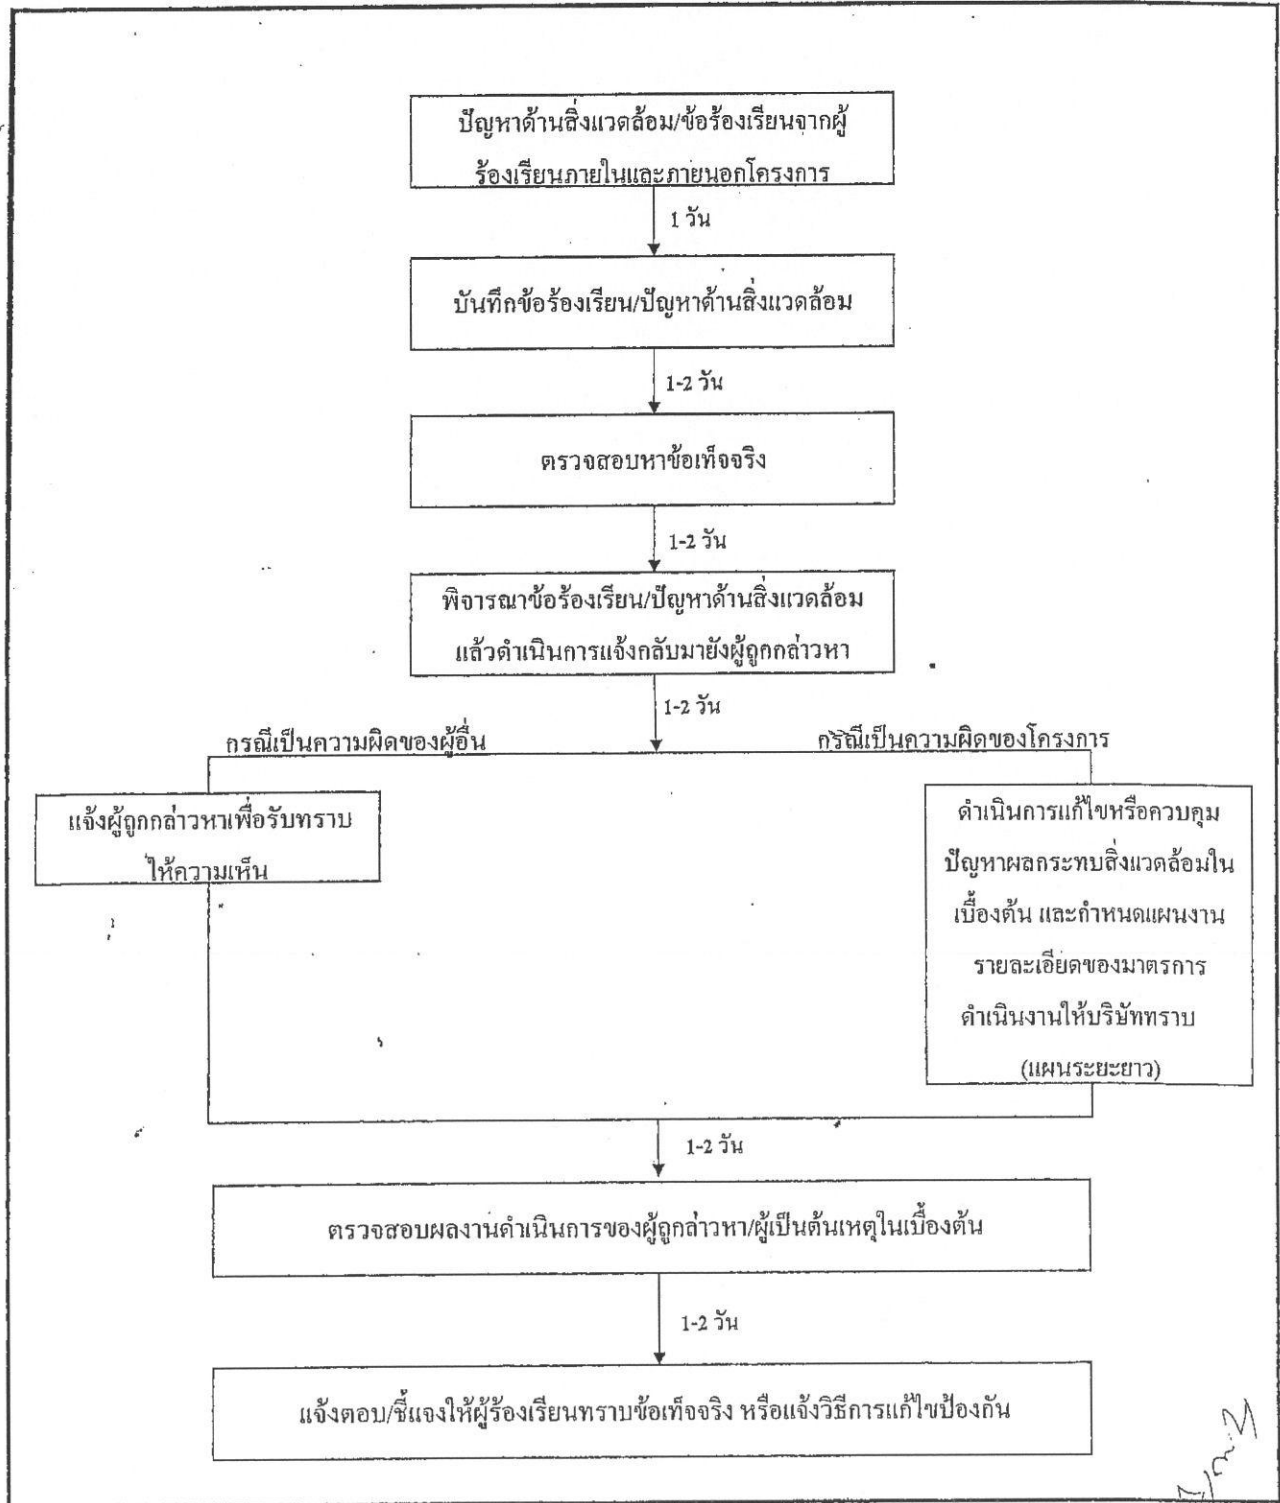 ปัญหาด้านสิ่งแวดล้อม/ข้อร้องเรียนจากผู้
ร้องเรียนภายในและภายนอกโครงการ
1 วัน
บันทึกข้อร้องเรียน/ปัญหาด้านสิ่งแวดล้อม
1-2 วัน
ตรวจสอบหาข้อเท็จจริง
1-2 วัน
พิจารณาข้อร้องเรียน/ปัญหาด้านสิ่งแวดล้อม
แล้วดำเนินการแจ้งกลับมายังผู้ถูกกล่าวหา
1-2 วัน
กรณีเป็นความผิดของผู้อื่น
กรณีเป็นความผิดของโครงการ
แจ้งผู้ถูกกล่าวหาเพื่อรับทราบ
ให้ความเห็น
ดำเนินการแก้ไขหรือควบคุม
ปัญหาผลกระทบสิ่งแวดล้อมใน
เบื้องต้น และกำหนดแผนงาน
รายละเอียดของมาตรการ
ดำเนินงานให้บริษัททราบ
(แผนระยะยาว)
1-2 วัน
ตรวจสอบผลงานดำเนินการของผู้ถูกกล่าวหา/ผู้เป็นต้นเหตุในเบื้องต้น
1-2 วัน
แจ้งตอบ/ชี้แจงให้ผู้ร้องเรียนทราบข้อเท็จจริง หรือแจ้งวิธีการแก้ไขป้องกัน